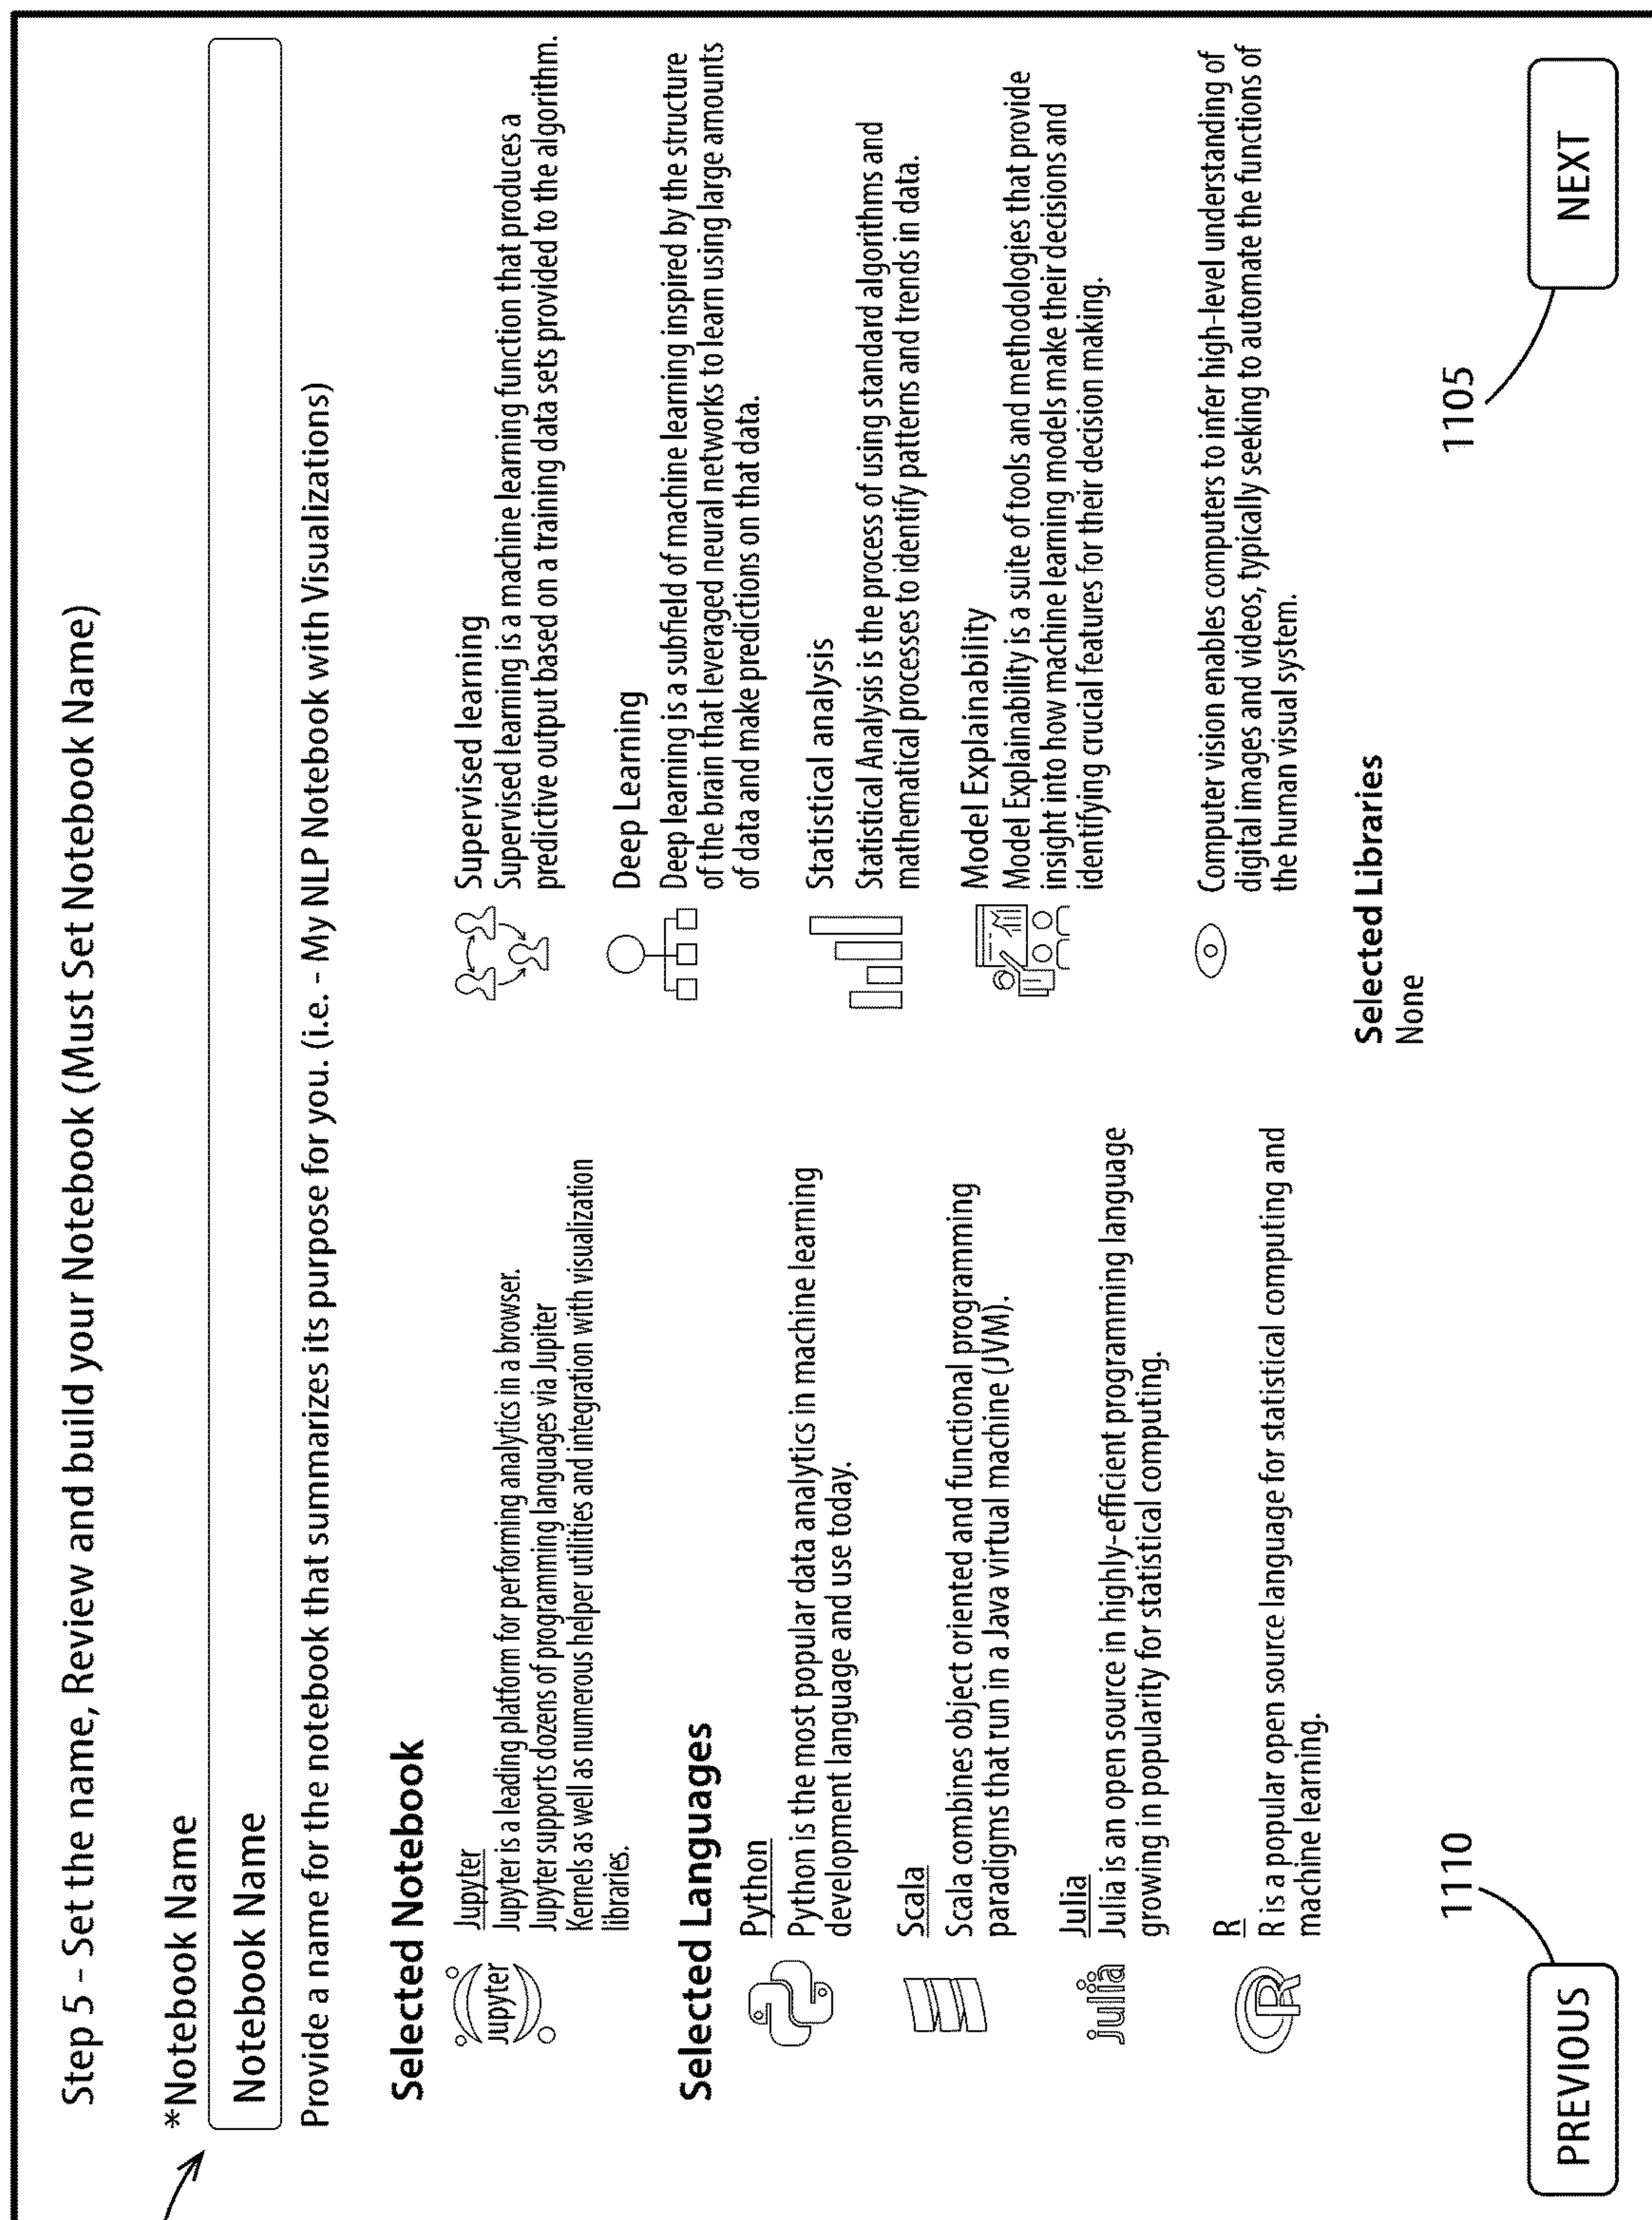 Step 5 – Set the name, Review and build your Notebook (Must Set Notebook Name)
*Notebook Name
Notebook Name
Provide a name for the notebook that summarizes its purpose for you. (i.e. - My NLP Notebook with Visualizations)
Selected Notebook
Jupyter
Jupyter
Jupyter is a leading platform for performing analytics in a browser.
Jupyter supports dozens of programming languages via Jupiter
Kernels as well as numerous helper utilities and integration with visualization
libraries.
Selected Languages
Python
Python is the most popular data analytics in machine learning
development language and use today.
Scala
Scala combines object oriented and functional programming
paradigms that run in a Java virtual machine (JVM).
julia
Julia
Julia is an open source in highly-efficient programming language
growing in popularity for statistical computing.
R
R
R is a popular open source language for statistical computing and
machine learning.
Supervised learning
Supervised learning is a machine learning function that produces a
predictive output based on a training data sets provided to the algorithm.
Deep Learning
Deep learning is a subfield of machine learning inspired by the structure
of the brain that leveraged neural networks to learn using large amounts
of data and make predictions on that data.
Statistical analysis
Statistical Analysis is the process of using standard algorithms and
mathematical processes to identify patterns and trends in data.
Model Explainability
Model Explainability is a suite of tools and methodologies that provide
insight into how machine learning models make their decisions and
identifying crucial features for their decision making.
Computer vision enables computers to infer high-level understanding of
digital images and videos, typically seeking to automate the functions of
the human visual system.
Selected Libraries
None
1110
PREVIOUS
1105
NEXT